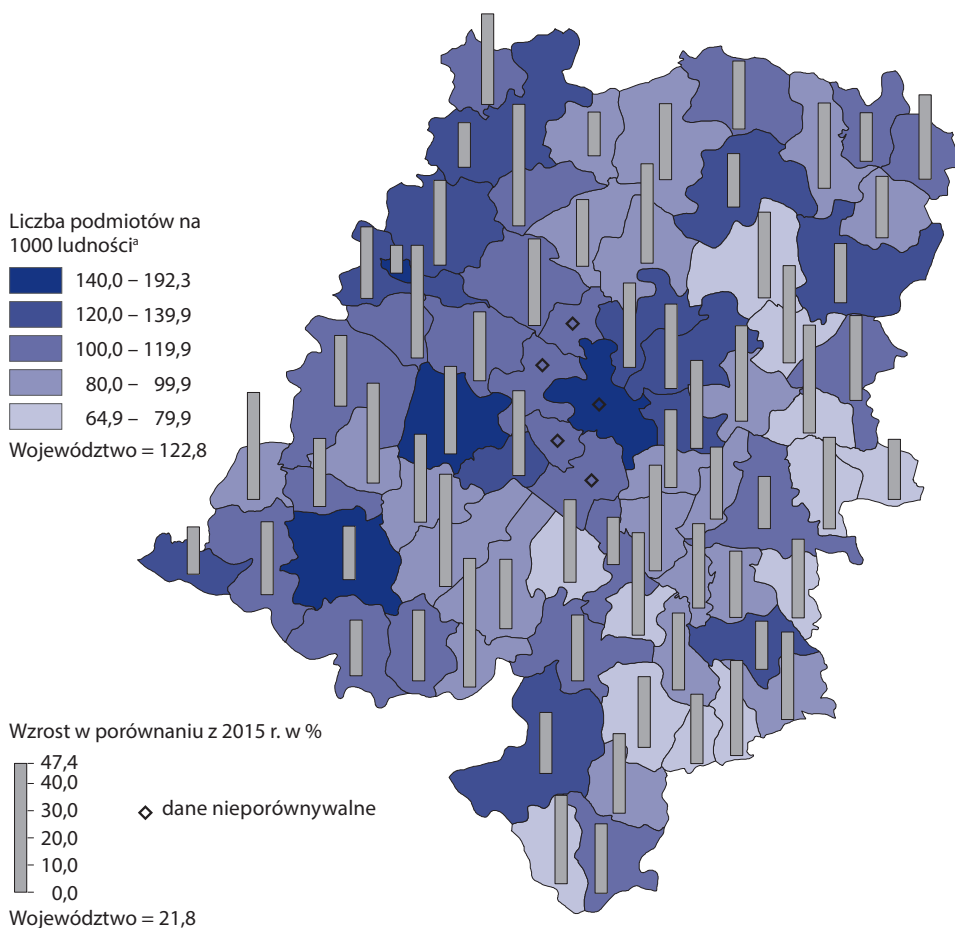 Liczba podmiotów na
1000 ludnościᵃ
140,0 – 192,3
120,0 – 139,9
100,0 – 119,9
80,0 – 99,9
64,9 – 79,9
Województwo = 122,8
Wzrost w porównaniu z 2015 r. w %
47,4
40,0
30,0
20,0
10,0
0,0
dane nieporównywalne
Województwo = 21,8